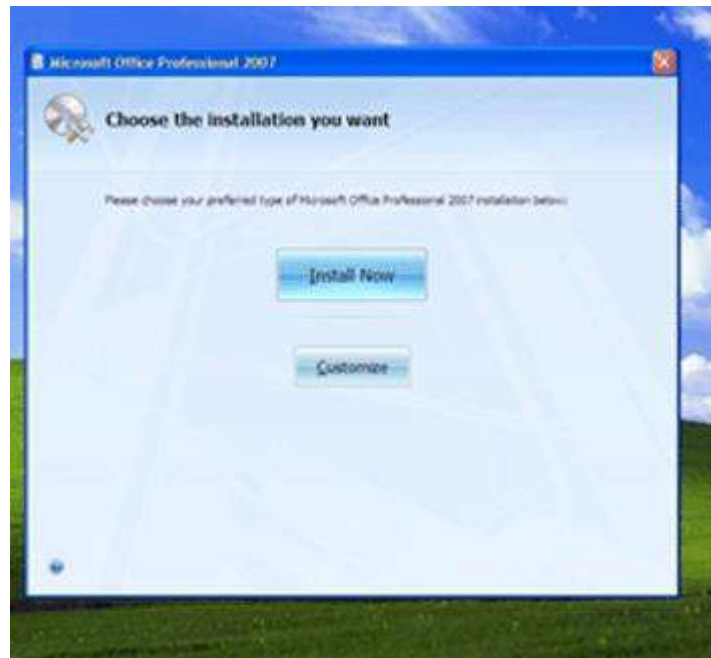 Microsoft Office Professional 2007
Choose the installation you want
Please choose your preferred type of Microsoft Office Professional 2007 installation below:
Install Now
Customize